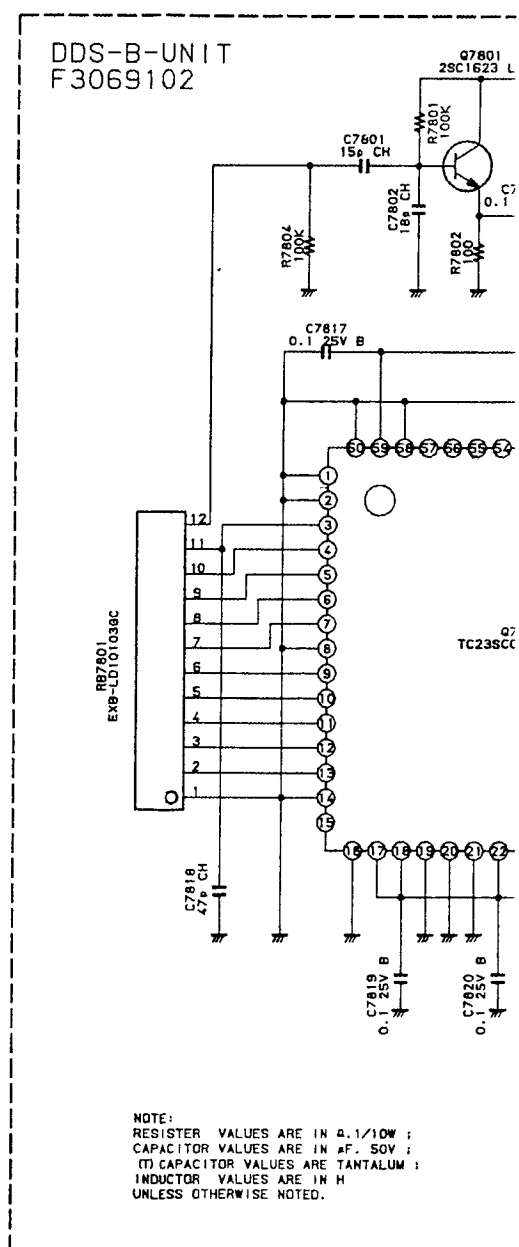 DDS-B-UNIT
F3069102
Q7801
2SC1623 L
R7801
100K
C7801
15p CH
C7802
18p CH
R7804
100K
R7802
100
C7
0.1
C7817
0.1 25V B
60 59 58 57 56 55 54
1
2
3
4
5
6
7
8
9
10
11
12
13
14
15
16 17 18 19 20 21 22
12
11
10
9
8
7
6
5
4
3
2
1
RB7801
EXB-LD10103GC
Q7
TC23SC
C7818
47p CH
C7819
0.1 25V B
C7820
0.1 25V B
NOTE:
RESISTER VALUES ARE IN Ω.1/10W ;
CAPACITOR VALUES ARE IN μF. 50V ;
(T) CAPACITOR VALUES ARE TANTALUM ;
INDUCTOR VALUES ARE IN H
UNLESS OTHERWISE NOTED.